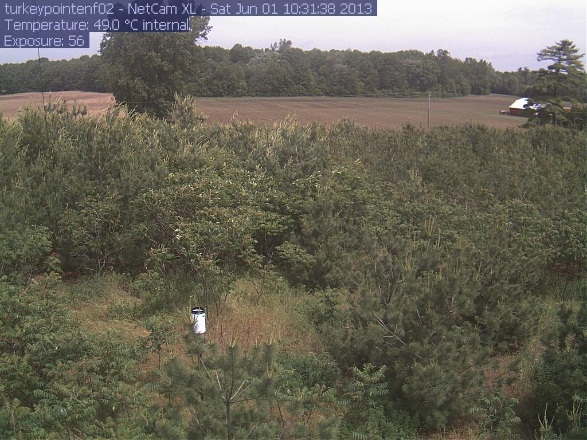 turkeypointenf02 - NetCam XL - Sat Jun 01 10:31:38 2013
Temperature: 49.0 °C internal
Exposure: 56